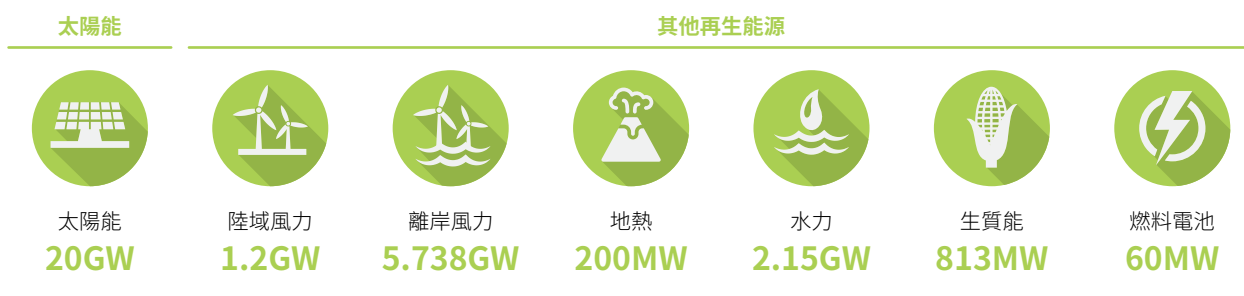 太陽能
其他再生能源
太陽能
陸域風力
離岸風力
地熱
水力
生質能
燃料電池
20GW
1.2GW
5.738GW
200MW
2.15GW
813MW
60MW